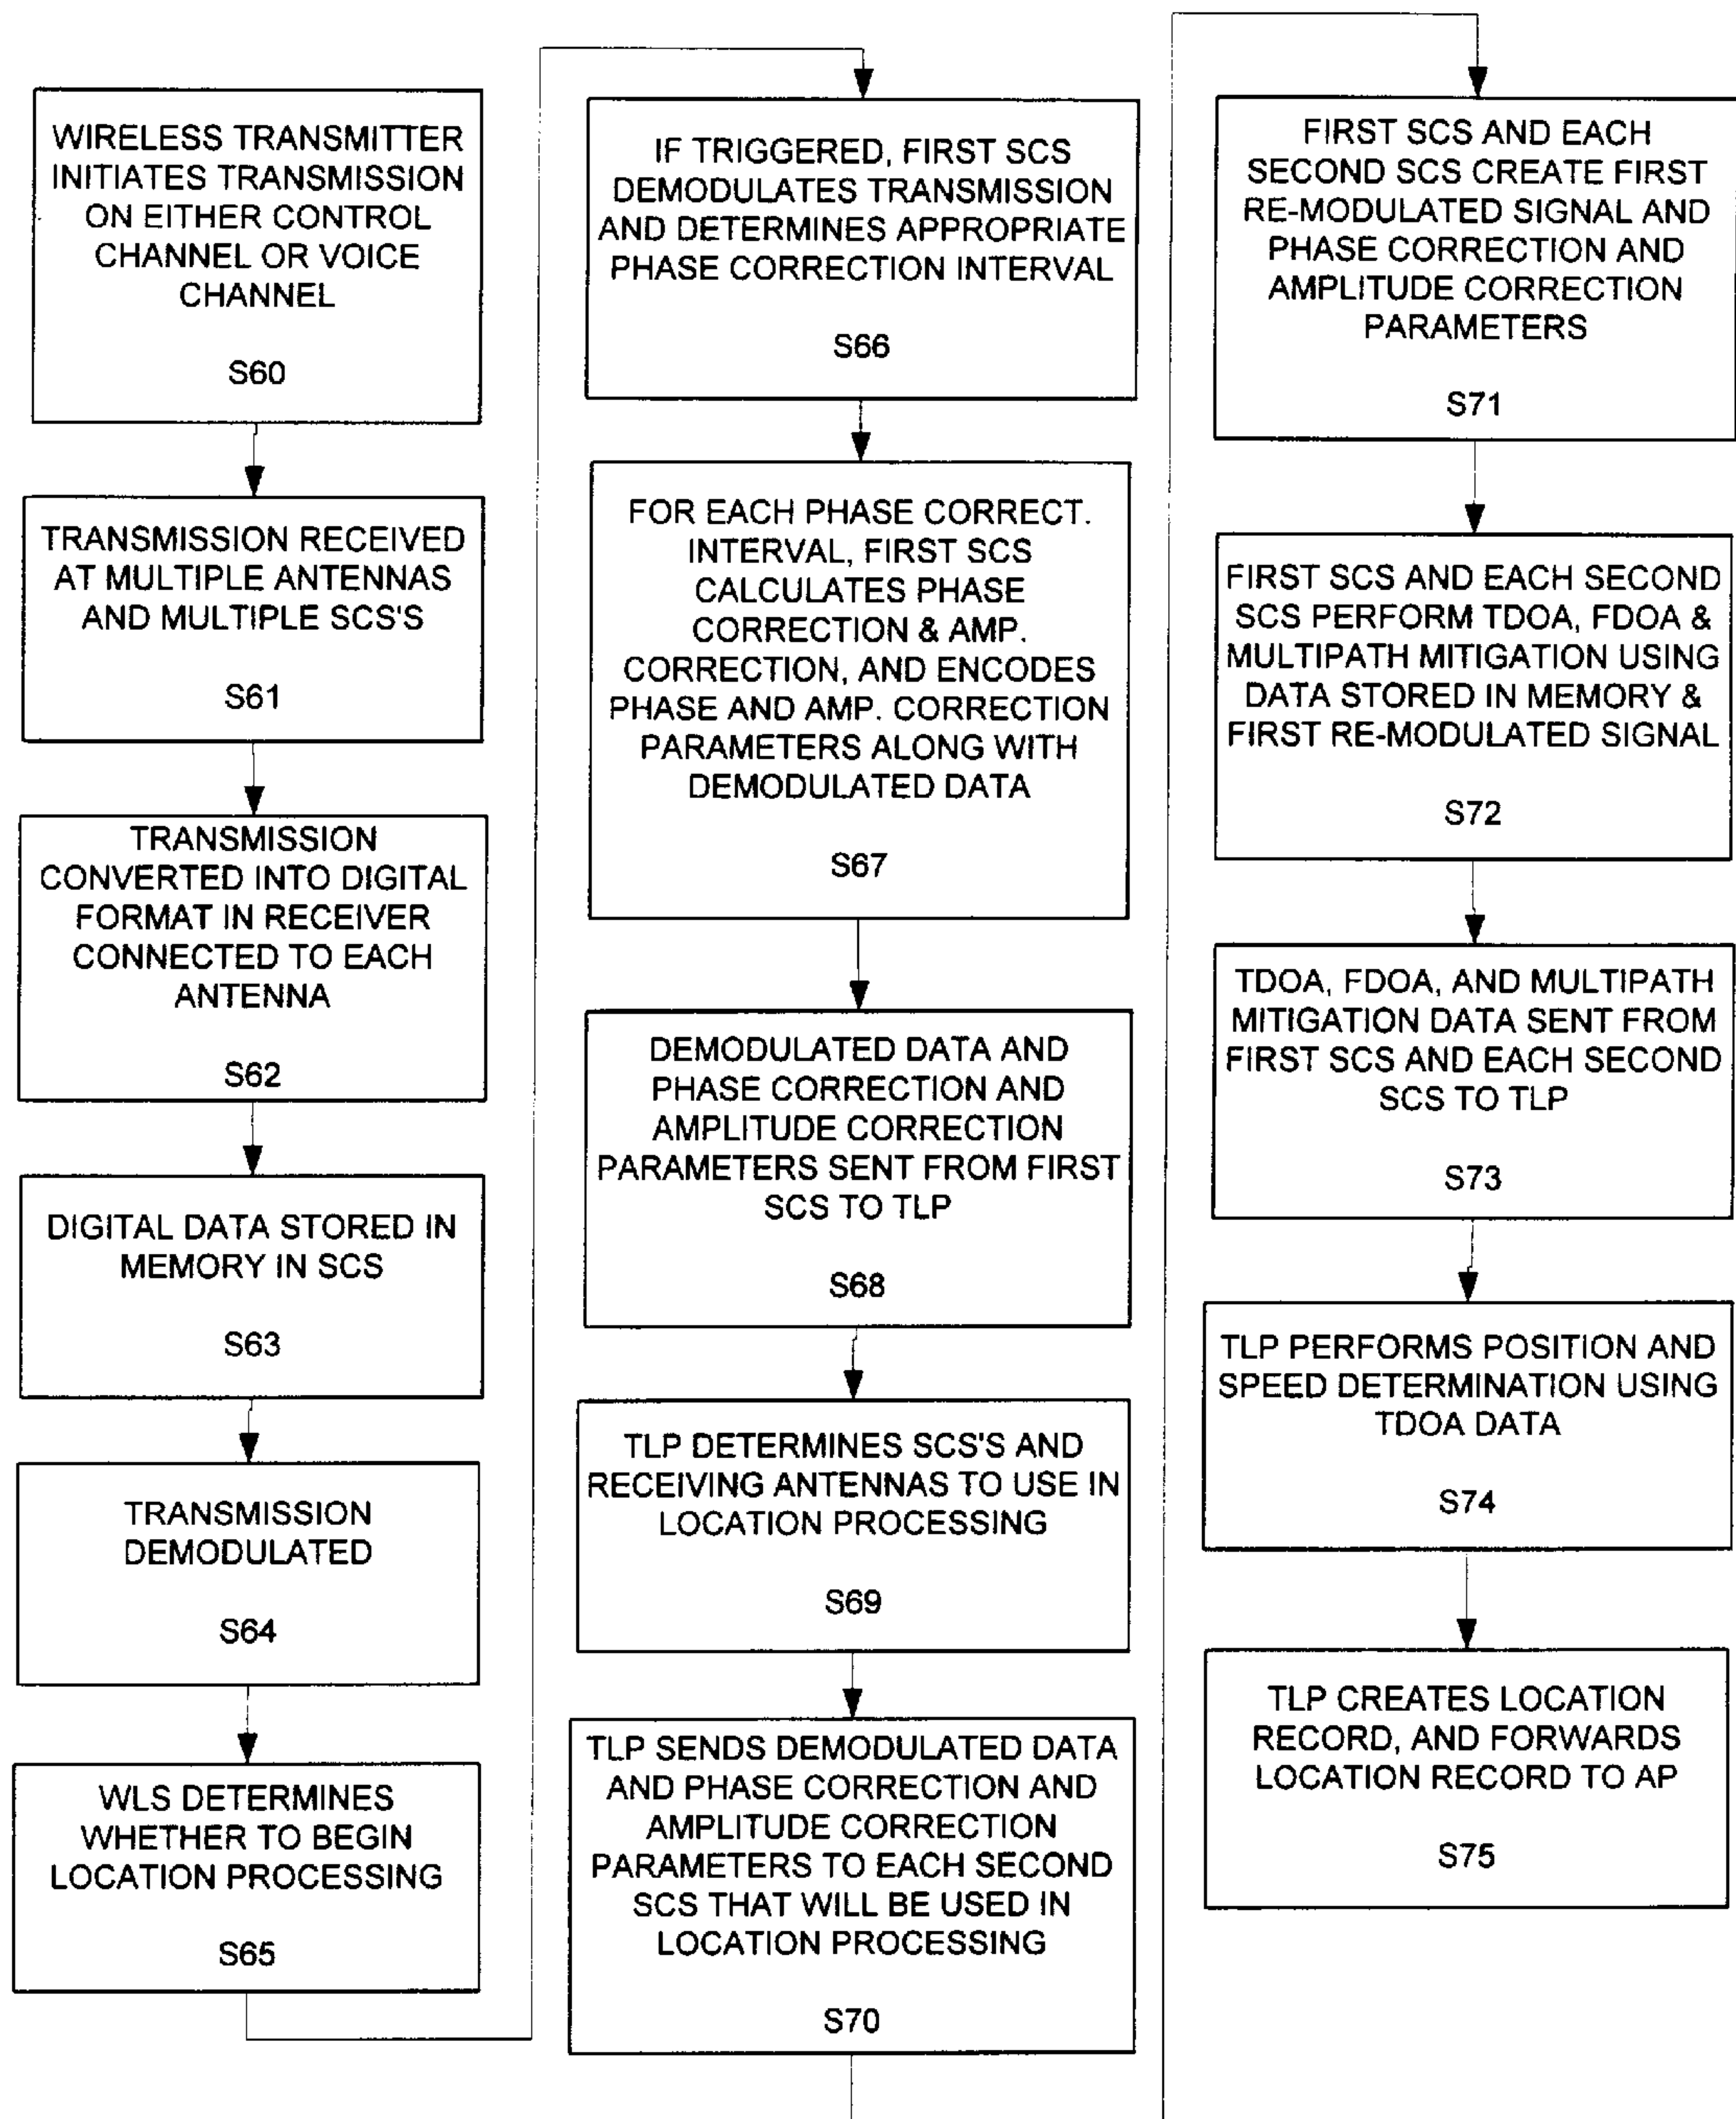 WIRELESS TRANSMITTER
INITIATES TRANSMISSION
ON EITHER CONTROL
CHANNEL OR VOICE
CHANNEL
S60
TRANSMISSION RECEIVED
AT MULTIPLE ANTENNAS
AND MULTIPLE SCS'S
S61
TRANSMISSION
CONVERTED INTO DIGITAL
FORMAT IN RECEIVER
CONNECTED TO EACH
ANTENNA
S62
DIGITAL DATA STORED IN
MEMORY IN SCS
S63
TRANSMISSION
DEMODULATED
S64
WLS DETERMINES
WHETHER TO BEGIN
LOCATION PROCESSING
S65
IF TRIGGERED, FIRST SCS
DEMODULATES TRANSMISSION
AND DETERMINES APPROPRIATE
PHASE CORRECTION INTERVAL
S66
FOR EACH PHASE CORRECT.
INTERVAL, FIRST SCS
CALCULATES PHASE
CORRECTION & AMP.
CORRECTION, AND ENCODES
PHASE AND AMP. CORRECTION
PARAMETERS ALONG WITH
DEMODULATED DATA
S67
DEMODULATED DATA AND
PHASE CORRECTION AND
AMPLITUDE CORRECTION
PARAMETERS SENT FROM FIRST
SCS TO TLP
S68
TLP DETERMINES SCS'S AND
RECEIVING ANTENNAS TO USE IN
LOCATION PROCESSING
S69
TLP SENDS DEMODULATED DATA
AND PHASE CORRECTION AND
AMPLITUDE CORRECTION
PARAMETERS TO EACH SECOND
SCS THAT WILL BE USED IN
LOCATION PROCESSING
S70
FIRST SCS AND EACH
SECOND SCS CREATE FIRST
RE-MODULATED SIGNAL AND
PHASE CORRECTION AND
AMPLITUDE CORRECTION
PARAMETERS
S71
FIRST SCS AND EACH SECOND
SCS PERFORM TDOA, FDOA &
MULTIPATH MITIGATION USING
DATA STORED IN MEMORY &
FIRST RE-MODULATED SIGNAL
S72
TDOA, FDOA, AND MULTIPATH
MITIGATION DATA SENT FROM
FIRST SCS AND EACH SECOND
SCS TO TLP
S73
TLP PERFORMS POSITION AND
SPEED DETERMINATION USING
TDOA DATA
S74
TLP CREATES LOCATION
RECORD, AND FORWARDS
LOCATION RECORD TO AP
S75